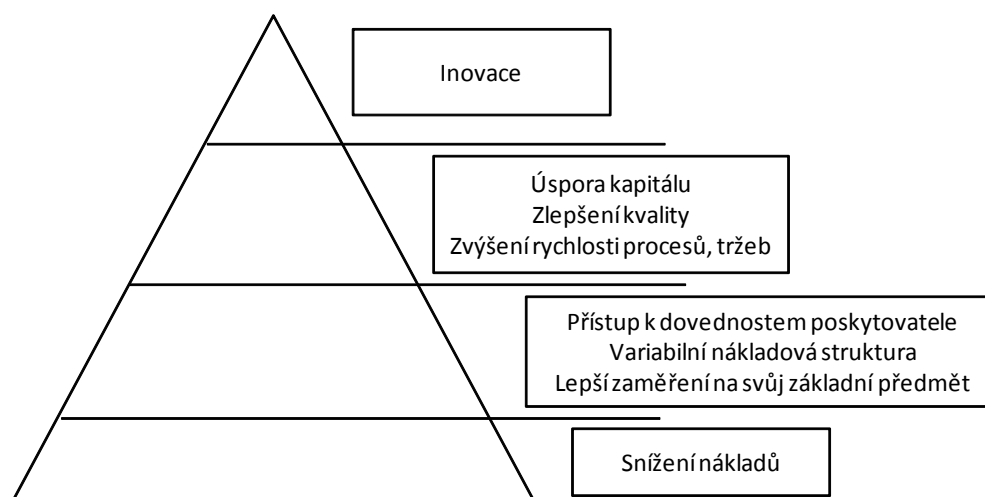 Inovace
Úspora kapitálu
Zlepšení kvality
Zvýšení rychlosti procesů, tržeb
Přístup k dovednostem poskytovatele
Variabilní nákladová struktura
Lepší zaměření na svůj základní předmět
Snížení nákladů